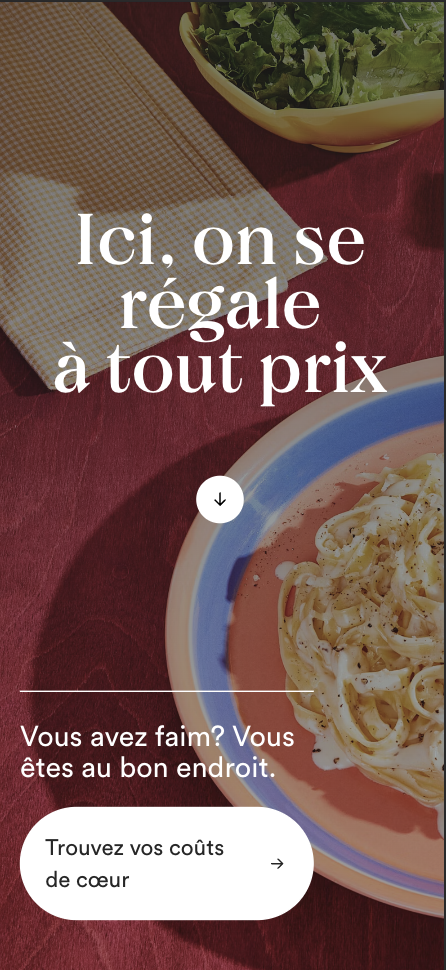 Ici, on se
régale
à tout prix
Vous avez faim? Vous
êtes au bon endroit.
Trouvez vos coûts
de cœur